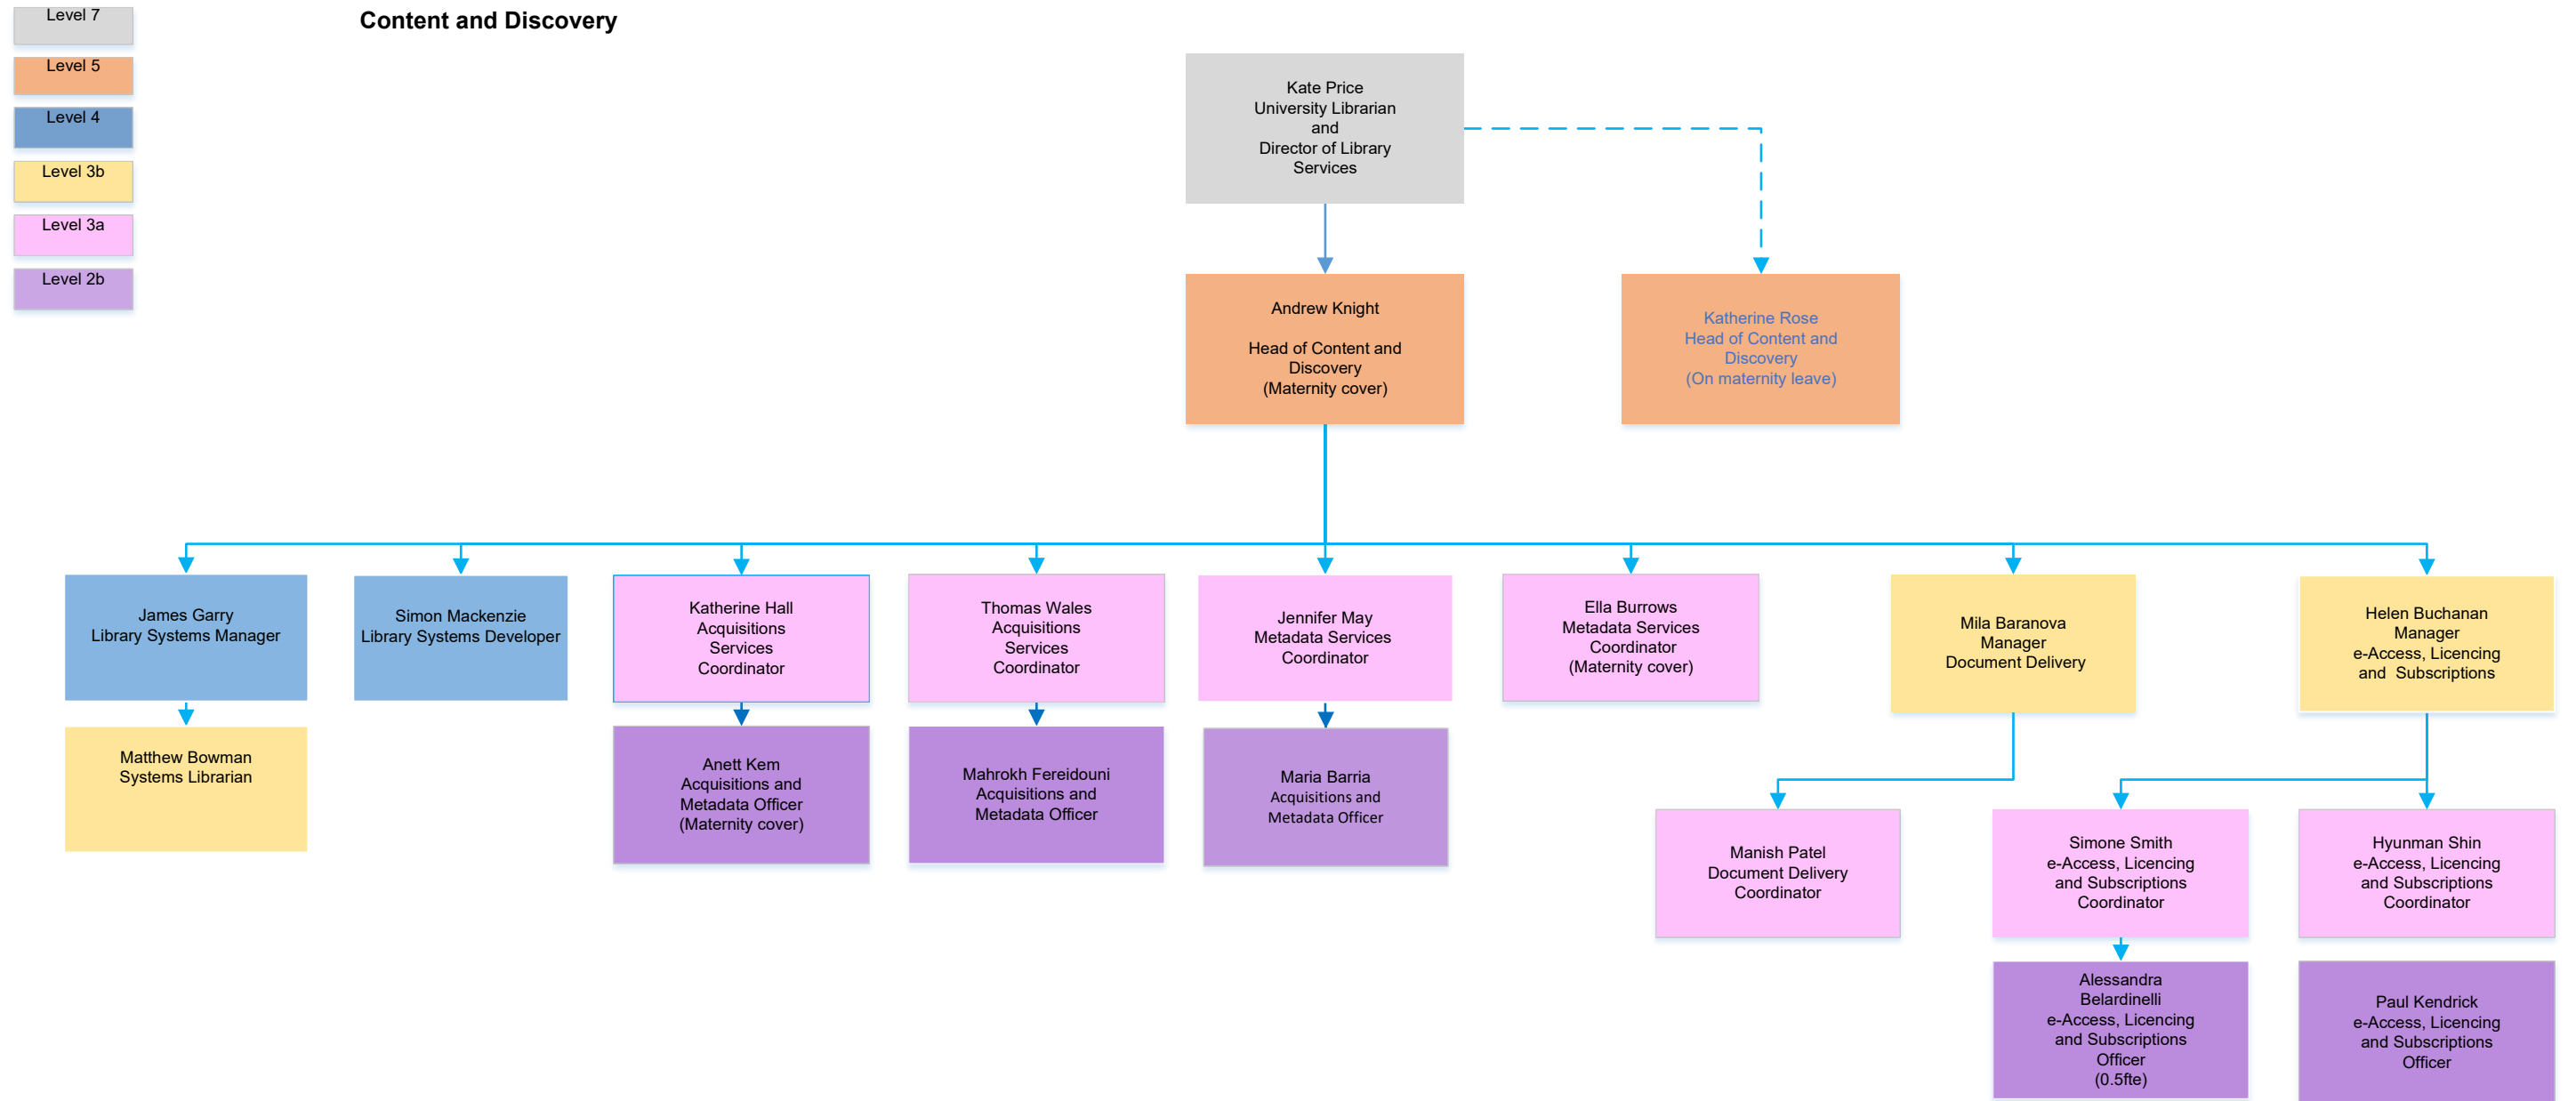 Level 7
Level 5
Level 4
Level 3b
Level 3a
Level 2b
Content and Discovery
Kate Price
University Librarian
and
Director of Library
Services
Andrew Knight
Head of Content and
Discovery
(Maternity cover)
Katherine Rose
Head of Content and
Discovery
(On maternity leave)
James Garry
Library Systems Manager
Simon Mackenzie
Library Systems Developer
Katherine Hall
Acquisitions
Services
Coordinator
Thomas Wales
Acquisitions
Services
Coordinator
Jennifer May
Metadata Services
Coordinator
Ella Burrows
Metadata Services
Coordinator
(Maternity cover)
Mila Baranova
Manager
Document Delivery
Helen Buchanan
Manager
e-Access, Licencing
and  Subscriptions
Matthew Bowman
Systems Librarian
Anett Kem
Acquisitions and
Metadata Officer
(Maternity cover)
Mahrokh Fereidouni
Acquisitions and
Metadata Officer
Maria Barria
Acquisitions and
Metadata Officer
Manish Patel
Document Delivery
Coordinator
Simone Smith
e-Access, Licencing
and Subscriptions
Coordinator
Hyunman Shin
e-Access, Licencing
and Subscriptions
Coordinator
Alessandra
Belardinelli
e-Access, Licencing
and Subscriptions
Officer
(0.5fte)
Paul Kendrick
e-Access, Licencing
and Subscriptions
Officer